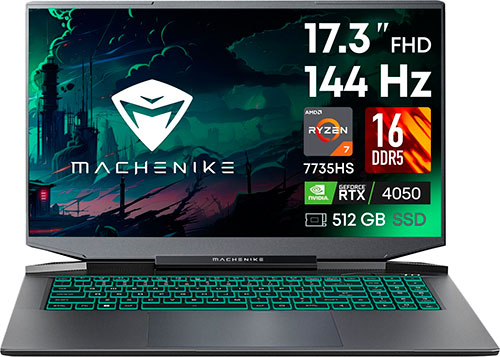 17.3″ FHD
144 Hz
AMD
RYZEN
7
7735HS
16
DDR5
MACHENIKE
NVIDIA
GEFORCE
RTX
4050
512 GB SSD
MACHENIKE